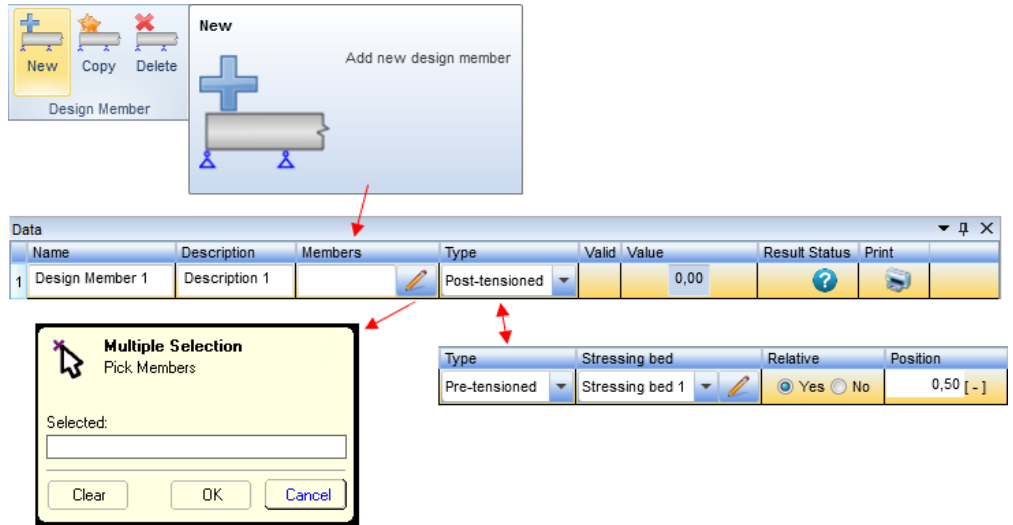 New
Copy
Delete
Design Member
New
Add new design member
Data
Name Description Members Type Valid Value Result Status Print
1 Design Member 1 Description 1 Post-tensioned 0,00
Multiple Selection
Pick Members
Selected:
Clear OK Cancel
Type Stressing bed Relative Position
Pre-tensioned Stressing bed 1 Yes No 0,50 [ - ]